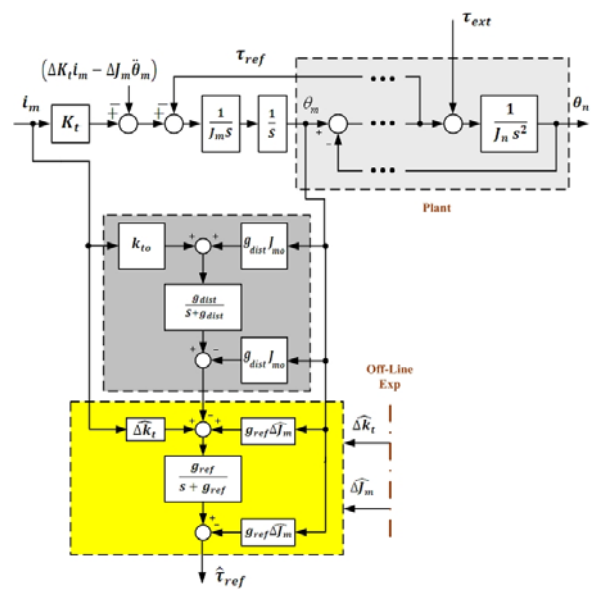 τ_ext
(ΔK_t i_m − ΔJ_m θ̈_m)
τ_ref
i_m
K_t
∓
∓
1 / J_m s
1 / s
θ_m
+
−
•••
•••
•••
1 / J_n s²
θ_n
Plant
k_to
+ +
g_dist J_mo
g_dist / s+g_dist
+ −
g_dist J_mo
Off-Line
Exp
Δk̂_t
+ − +
g_ref ΔĴ_m
Δk̂_t
g_ref / s + g_ref
ΔĴ_m
+ −
g_ref ΔĴ_m
τ̂_ref